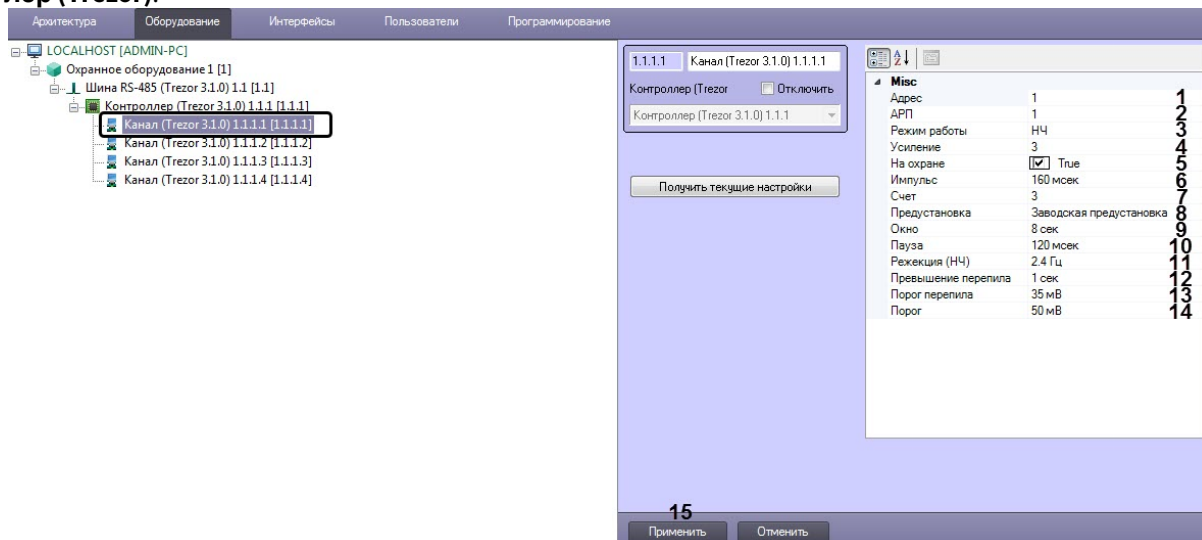 лор (Trezor).
Архитектура Оборудование Интерфейсы Пользователи Программирование
LOCALHOST [ADMIN-PC]
Охранное оборудование 1 [1]
Шина RS-485 (Trezor 3.1.0) 1.1 [1.1]
Контроллер (Trezor 3.1.0) 1.1.1 [1.1.1]
Канал (Trezor 3.1.0) 1.1.1.1 [1.1.1.1]
Канал (Trezor 3.1.0) 1.1.1.2 [1.1.1.2]
Канал (Trezor 3.1.0) 1.1.1.3 [1.1.1.3]
Канал (Trezor 3.1.0) 1.1.1.4 [1.1.1.4]
1.1.1.1 Канал (Trezor 3.1.0) 1.1.1.1
Контроллер (Trezor Отключить
Контроллер (Trezor 3.1.0) 1.1.1
Получить текущие настройки
Misc
Адрес 1 1
АРП 1 2
Режим работы НЧ 3
Усиление 3 4
На охране True 5
Импульс 160 мсек 6
Счет 3 7
Предустановка Заводская предустановка 8
Окно 8 сек 9
Пауза 120 мсек 10
Режекция (НЧ) 2.4 Гц 11
Превышение перепила 1 сек 12
Порог перепила 35 мВ 13
Порог 50 мВ 14
15
Применить Отменить